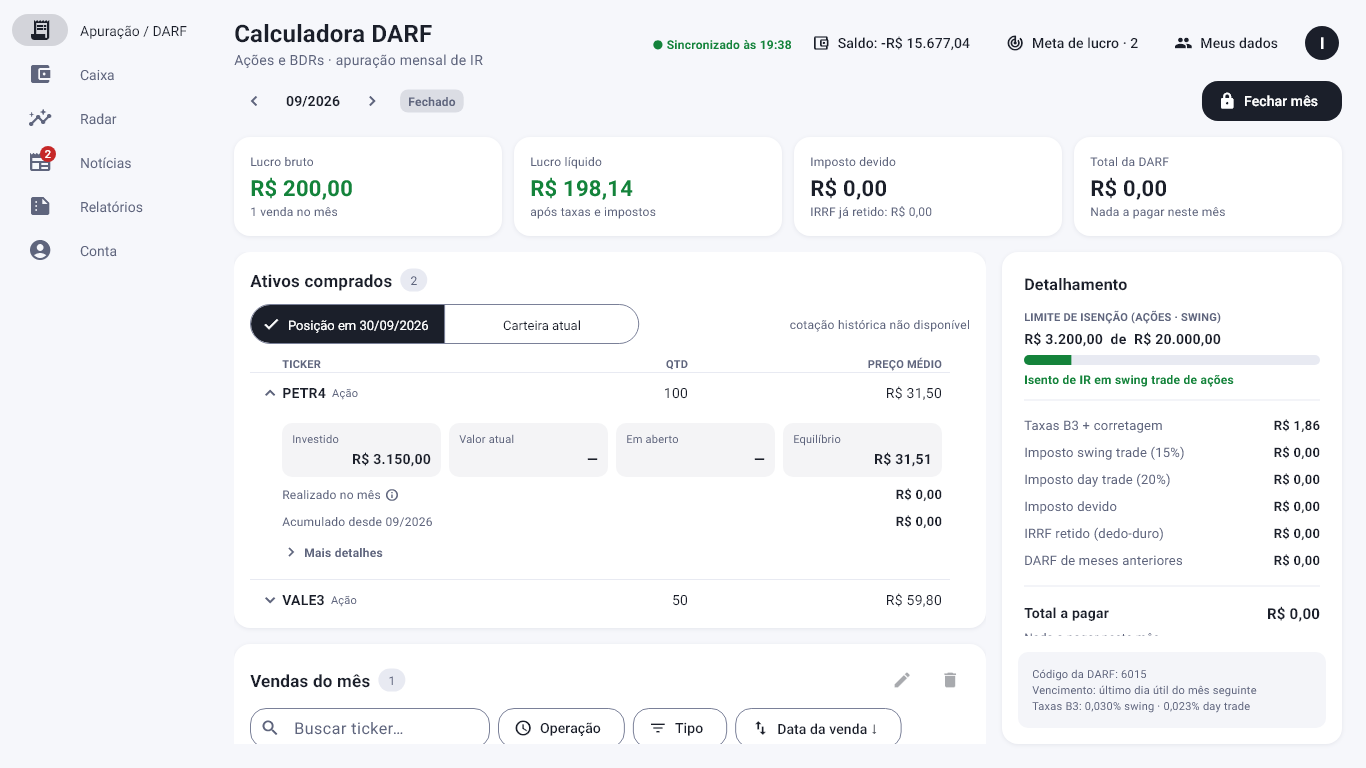 Apuração / DARF
Caixa
Radar
2
Notícias
Relatórios
Conta
Calculadora DARF
Ações e BDRs · apuração mensal de IR
Sincronizado às 19:38
Saldo: -R$ 15.677,04
Meta de lucro · 2
Meus dados
I
09/2026
Fechado
Fechar mês
Lucro bruto
R$ 200,00
1 venda no mês
Lucro líquido
R$ 198,14
após taxas e impostos
Imposto devido
R$ 0,00
IRRF já retido: R$ 0,00
Total da DARF
R$ 0,00
Nada a pagar neste mês
Ativos comprados 2
Posição em 30/09/2026
Carteira atual
cotação histórica não disponível
TICKER QTD PREÇO MÉDIO
PETR4 Ação 100 R$ 31,50
Investido
R$ 3.150,00
Valor atual
—
Em aberto
—
Equilíbrio
R$ 31,51
Realizado no mês R$ 0,00
Acumulado desde 09/2026 R$ 0,00
Mais detalhes
VALE3 Ação 50 R$ 59,80
Vendas do mês 1
Buscar ticker...
Operação
Tipo
Data da venda ↓
Detalhamento
LIMITE DE ISENÇÃO (AÇÕES · SWING)
R$ 3.200,00 de R$ 20.000,00
Isento de IR em swing trade de ações
Taxas B3 + corretagem R$ 1,86
Imposto swing trade (15%) R$ 0,00
Imposto day trade (20%) R$ 0,00
Imposto devido R$ 0,00
IRRF retido (dedo-duro) R$ 0,00
DARF de meses anteriores R$ 0,00
Total a pagar R$ 0,00
Código da DARF: 6015
Vencimento: último dia útil do mês seguinte
Taxas B3: 0,030% swing · 0,023% day trade